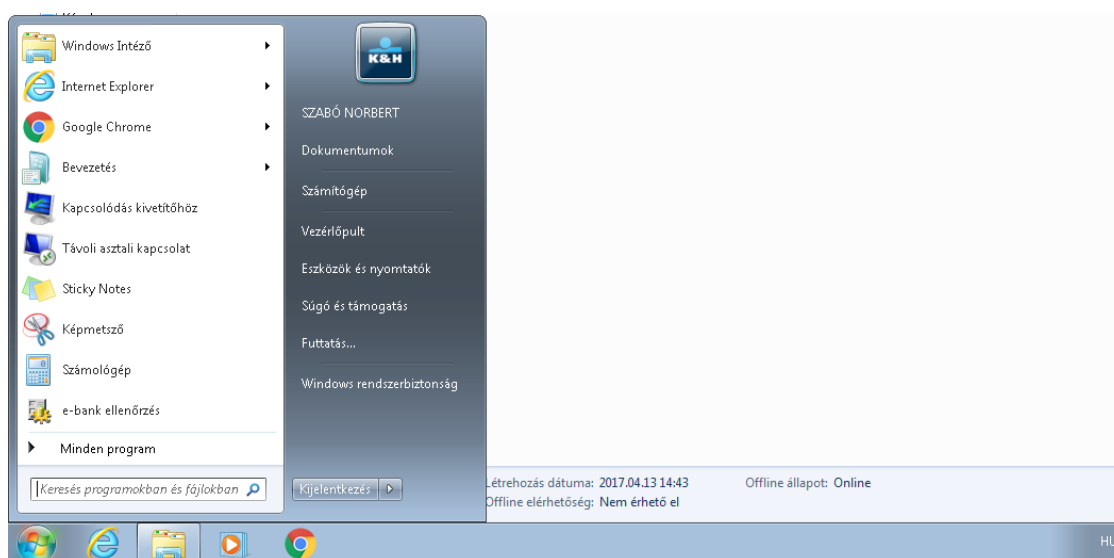 Windows Intéző
Internet Explorer
Google Chrome
Bevezetés
Kapcsolódás kivetítőhöz
Távoli asztali kapcsolat
Sticky Notes
Képmetsző
Számológép
e-bank ellenőrzés
Minden program
Keresés programokban és fájlokban
K&H
SZABÓ NORBERT
Dokumentumok
Számítógép
Vezérlőpult
Eszközök és nyomtatók
Súgó és támogatás
Futtatás...
Windows rendszerbiztonság
Kijelentkezés
Létrehozás dátuma: 2017.04.13 14:43 Offline állapot: Online
Offline elérhetőség: Nem érhető el
HU